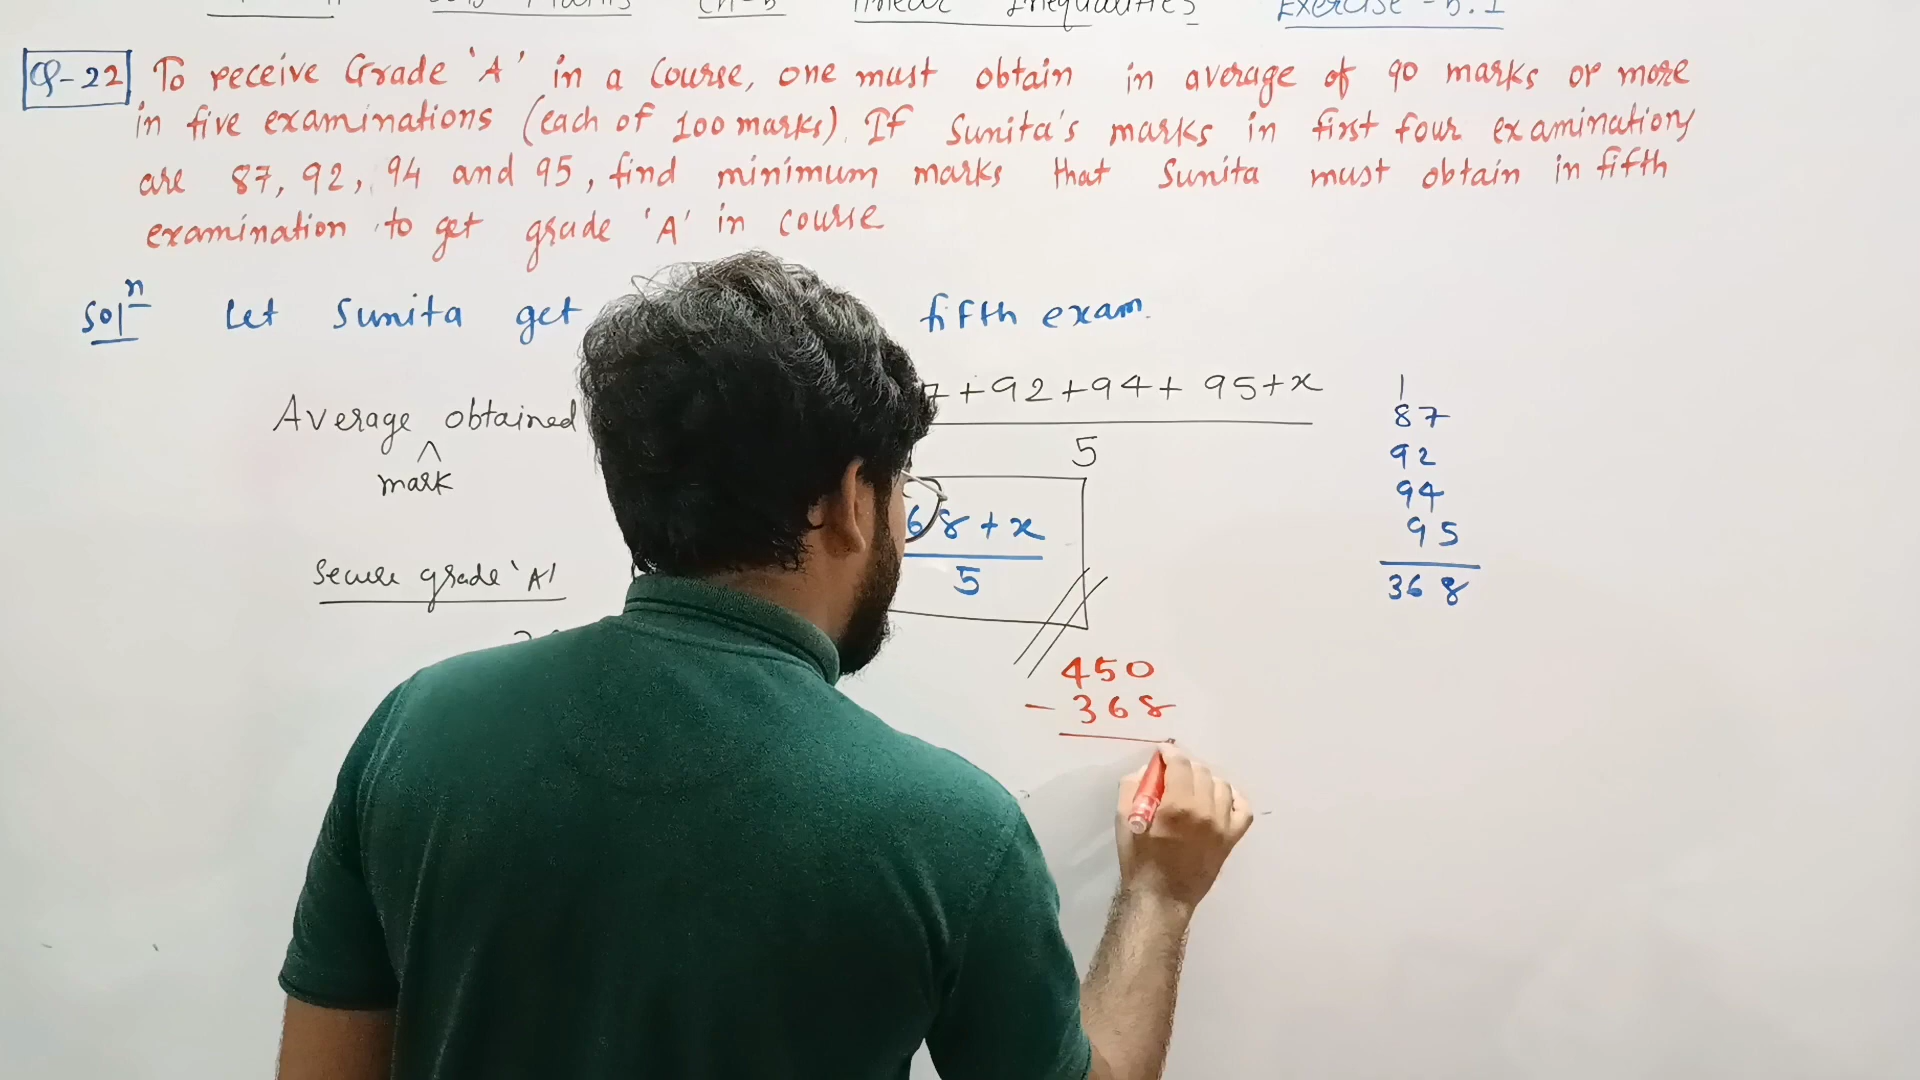 Ch-5 Linear Inequalities Exercise-5.1
Q-22 To receive Grade 'A' in a Course, one must obtain in average of 90 marks or more
in five examinations (each of 100 marks). If Sunita's marks in first four examinations
are 87, 92, 94 and 95, find minimum marks that Sunita must obtain in fifth
examination to get grade 'A' in course
Solⁿ Let Sunita get fifth exam.
Average obtained 7+92+94+ 95+x
mark 5
68+x
5
Secure grade 'A'
1
87
92
94
95
368
450
-368